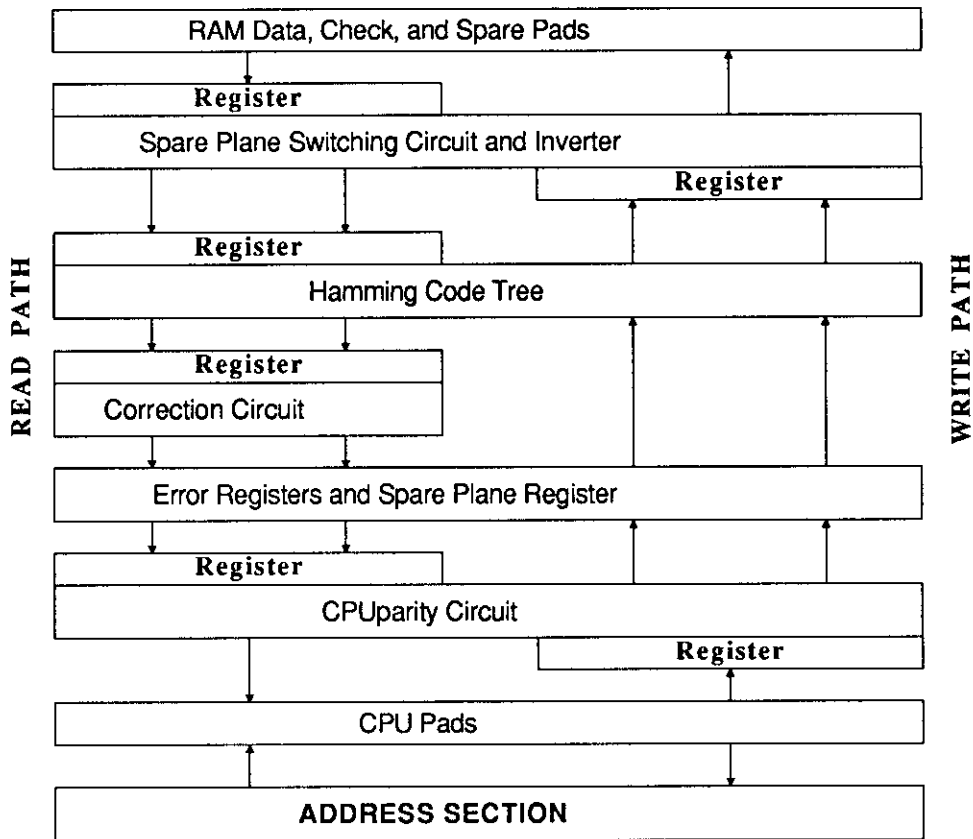 RAM Data, Check, and Spare Pads
Register
Spare Plane Switching Circuit and Inverter
Register
Register
Hamming Code Tree
READ PATH
WRITE PATH
Register
Correction Circuit
Error Registers and Spare Plane Register
Register
CPUparity Circuit
Register
CPU Pads
ADDRESS SECTION